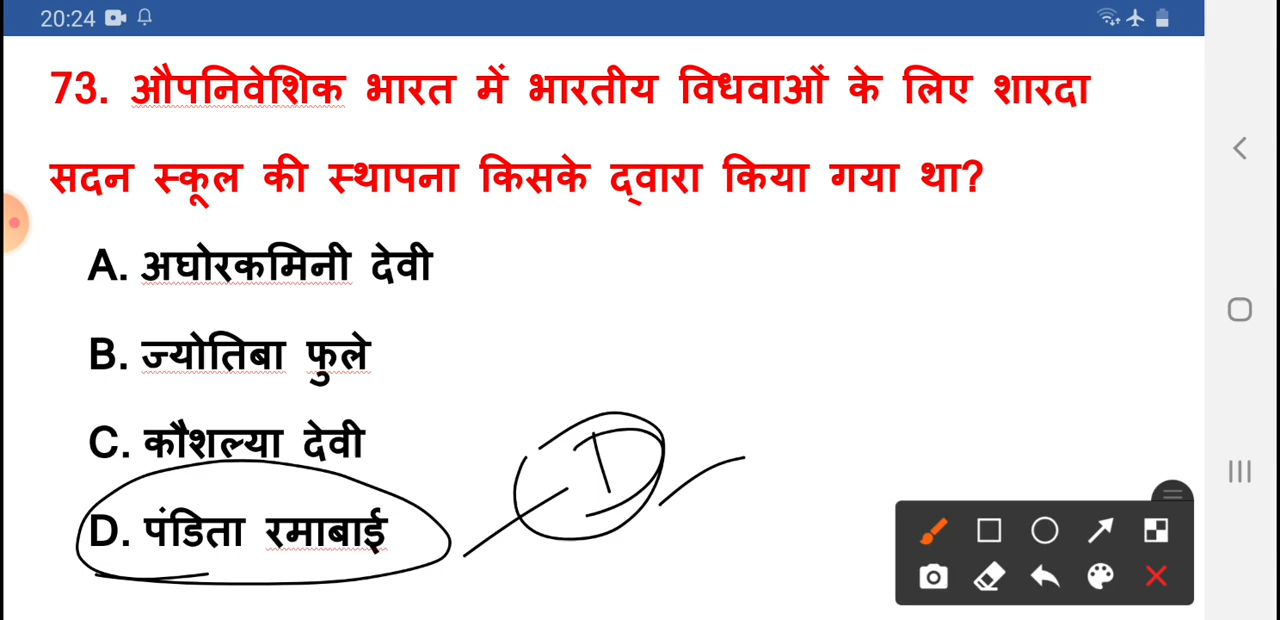 20:24
73. औपनिवेशिक भारत में भारतीय विधवाओं के लिए शारदा
सदन स्कूल की स्थापना किसके द्वारा किया गया था?
A. अघोरकमिनी देवी
B. ज्योतिबा फुले
C. कौशल्या देवी
D. पंडिता रमाबाई
D